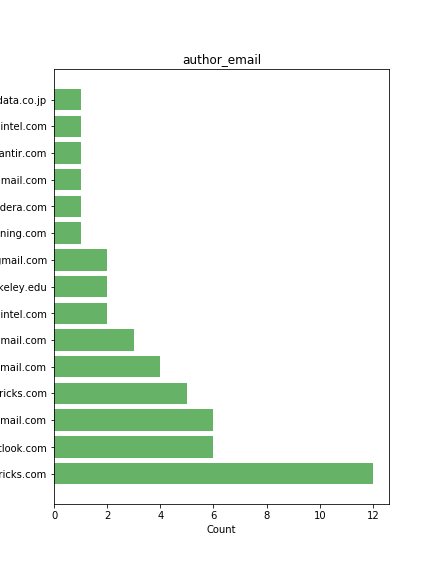 author_email
data.co.jp
intel.com
antir.com
mail.com
dera.com
ning.com
gmail.com
keley.edu
intel.com
mail.com
mail.com
ricks.com
mail.com
tlook.com
ricks.com
0 2 4 6 8 10 12
Count